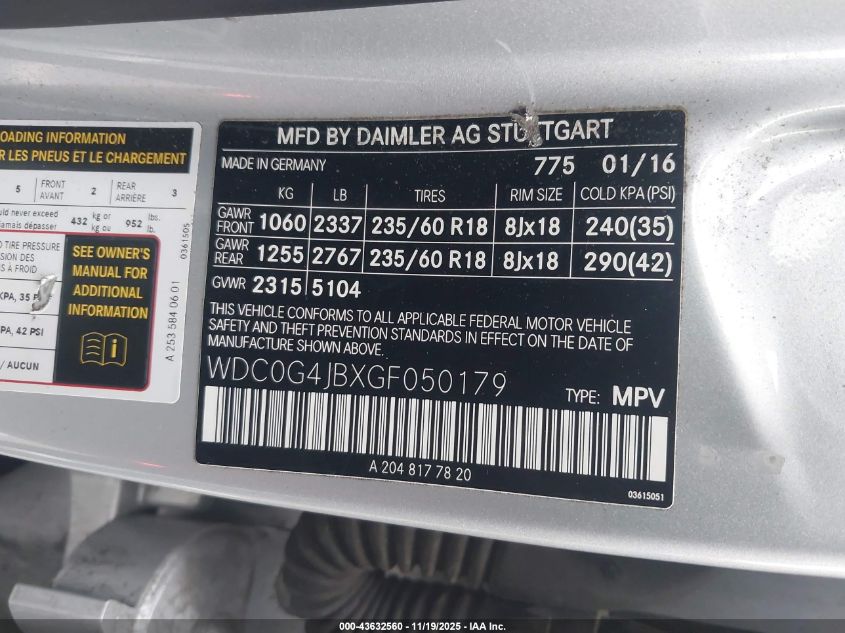 OADING INFORMATION
R LES PNEUS ET LE CHARGEMENT
5 FRONT AVANT 2 REAR ARRIÈRE 3
uld never exceed jamais dépasser 432 kg or kg ou 952 lbs. lb.
TIRE PRESSURE
SION DES
S À FROID
KPA, 35
PA, 42 PSI
/ AUCUN
SEE OWNER'S
MANUAL FOR
ADDITIONAL
INFORMATION
0361505
A 253 584 06 01
MFD BY DAIMLER AG STUTTGART
MADE IN GERMANY 775 01/16
KG LB TIRES RIM SIZE COLD KPA(PSI)
GAWR FRONT 1060 2337 235/60 R18 8Jx18 240(35)
GAWR REAR 1255 2767 235/60 R18 8Jx18 290(42)
GVWR 2315 5104
THIS VEHICLE CONFORMS TO ALL APPLICABLE FEDERAL MOTOR VEHICLE
SAFETY AND THEFT PREVENTION STANDARDS IN EFFECT ON THE DATE OF
MANUFACTURE SHOWN ABOVE.
WDC0G4JBXGF050179 TYPE: MPV
A 204 817 78 20
03615051
000-43632560 - 11/19/2025 - IAA Inc.